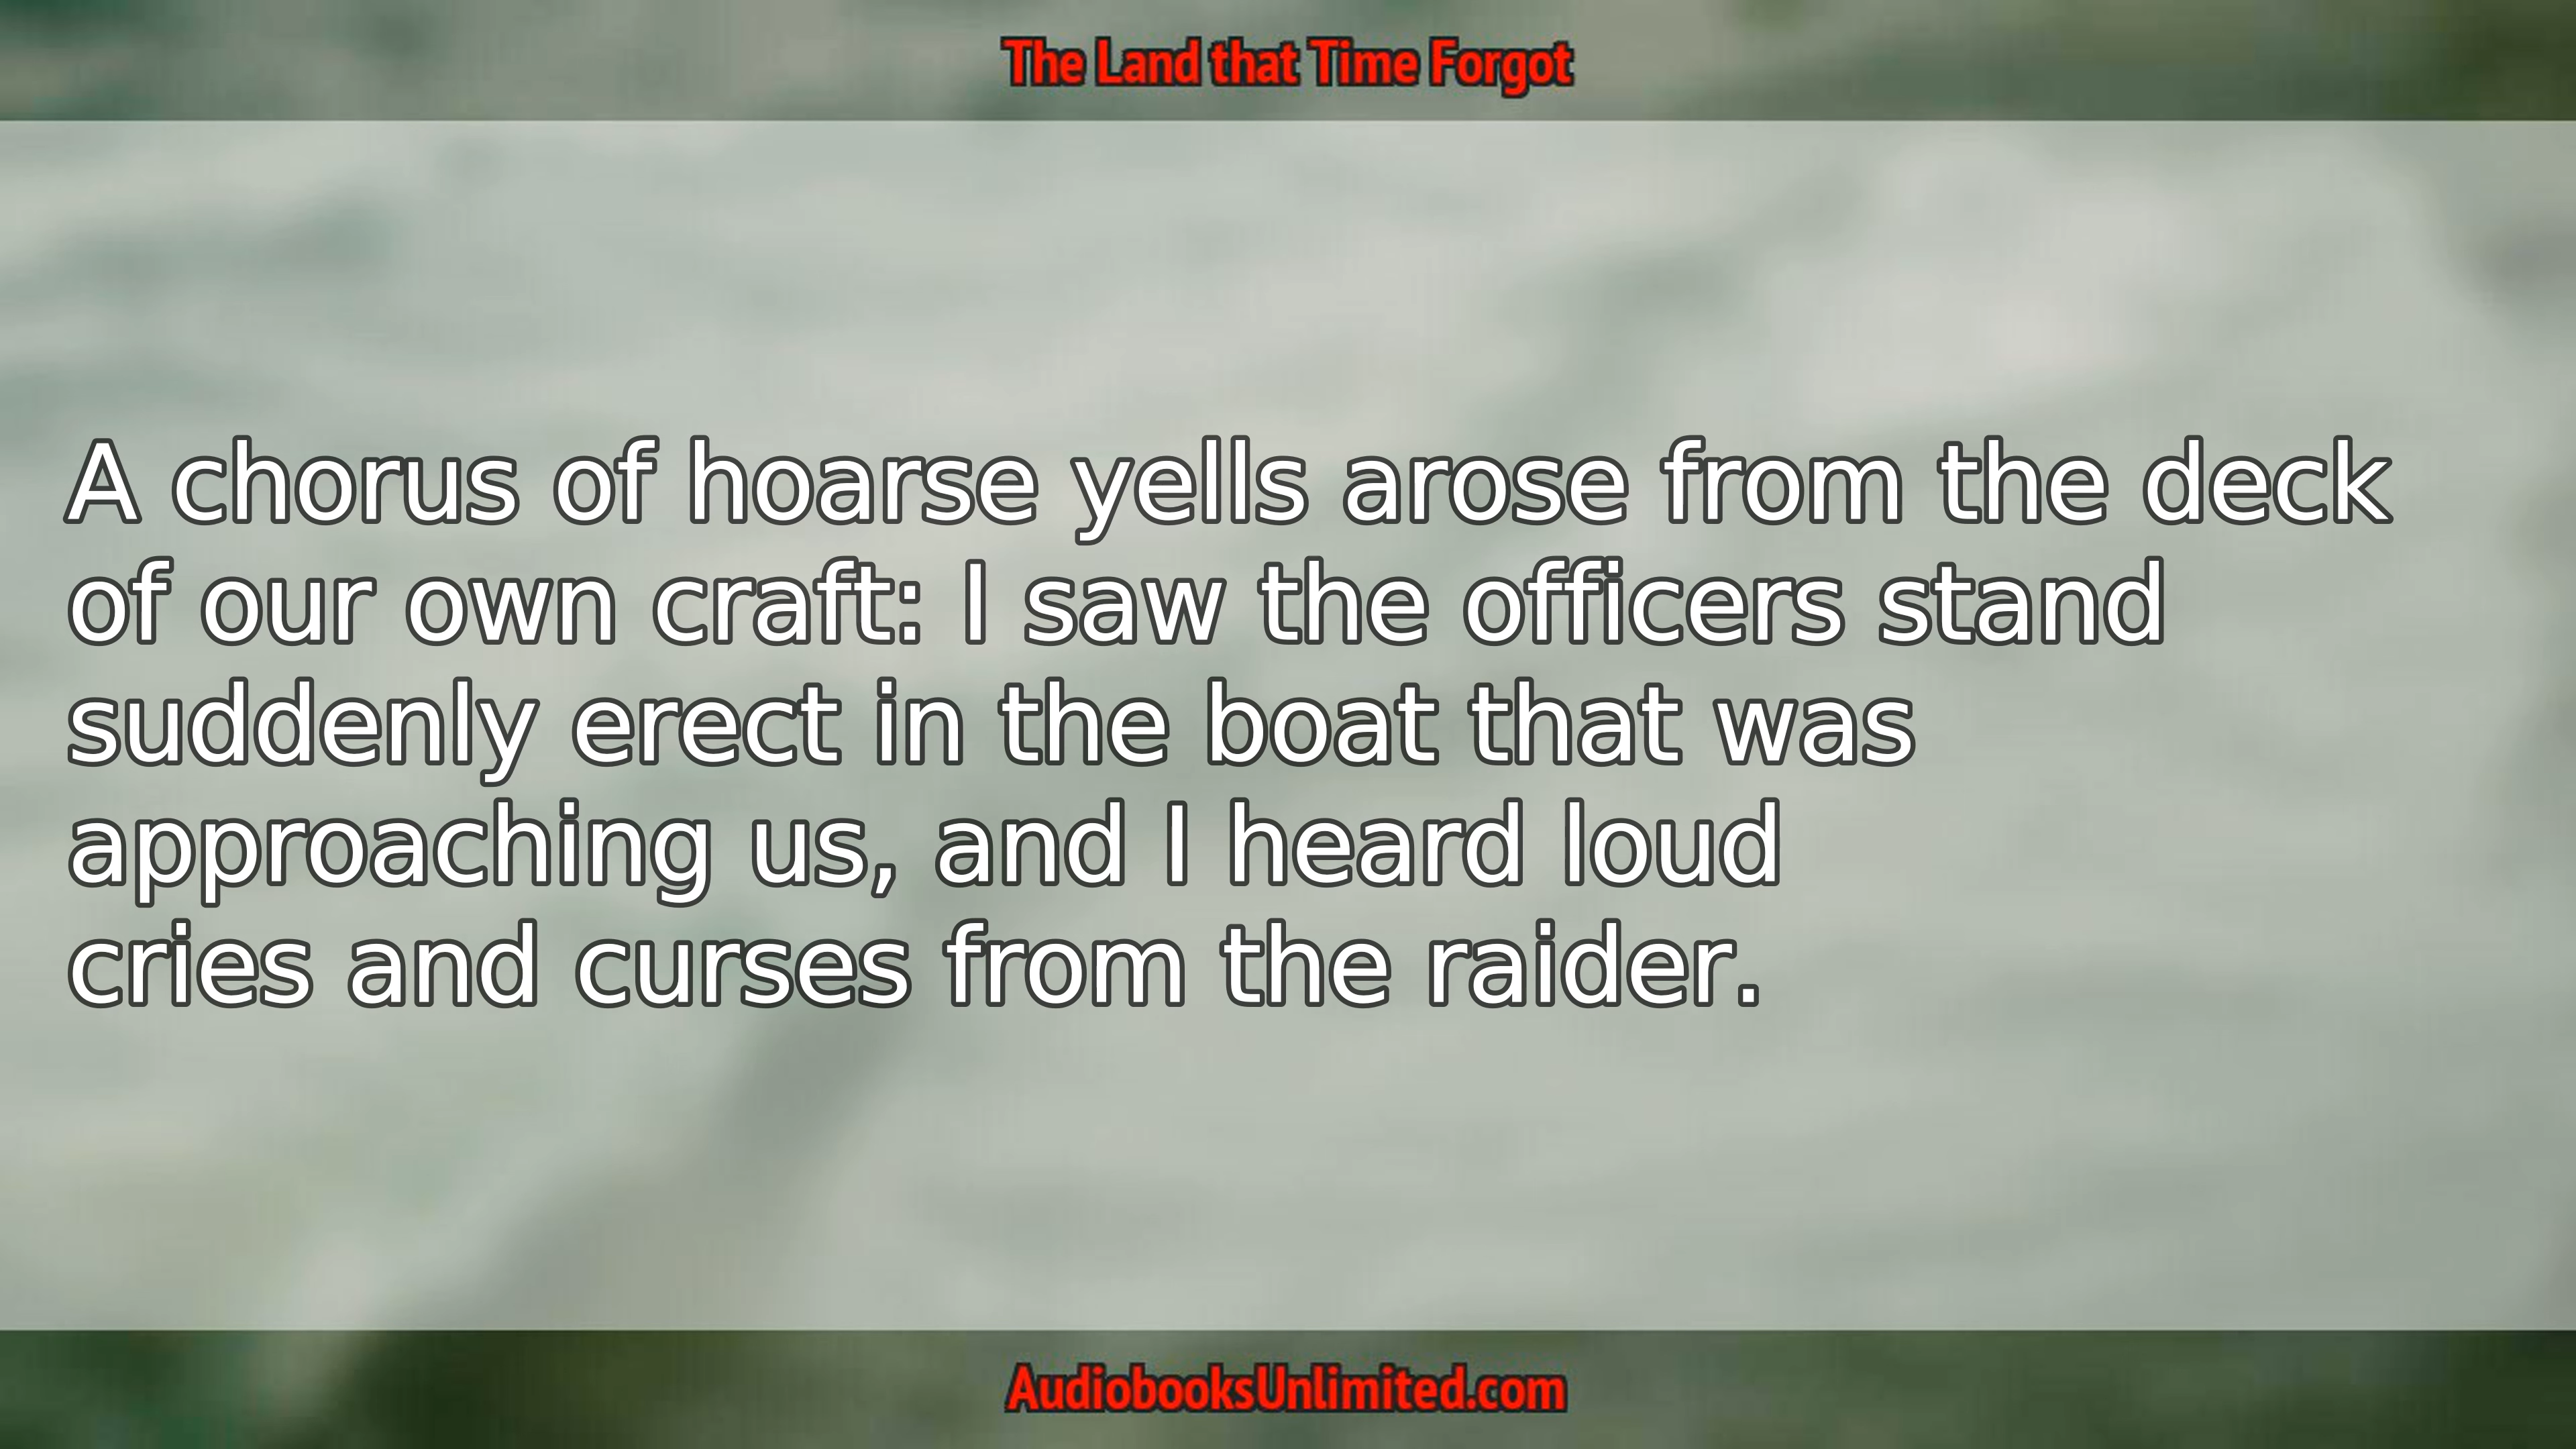 The Land that Time Forgot
A chorus of hoarse yells arose from the deck
of our own craft: I saw the officers stand
suddenly erect in the boat that was
approaching us, and I heard loud
cries and curses from the raider.
AudiobooksUnlimited.com